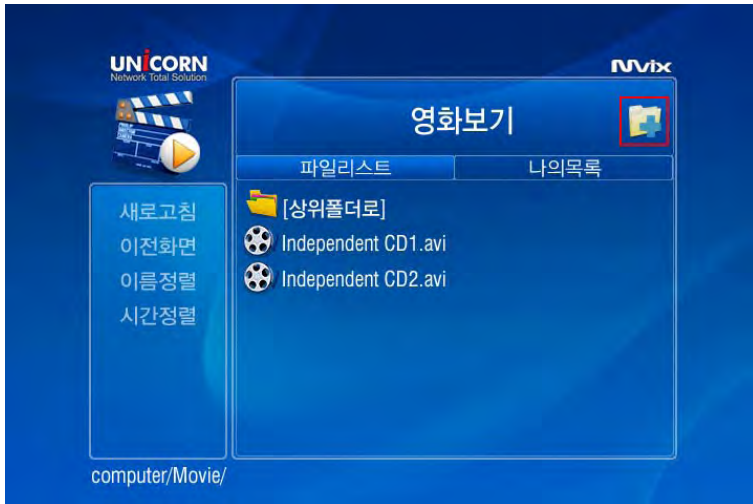 UNiCORN
Network Total Solution
Mvix
영화보기
파일리스트
나의목록
새로고침
이전화면
이름정렬
시간정렬
[상위폴더로]
Independent CD1.avi
Independent CD2.avi
computer/Movie/